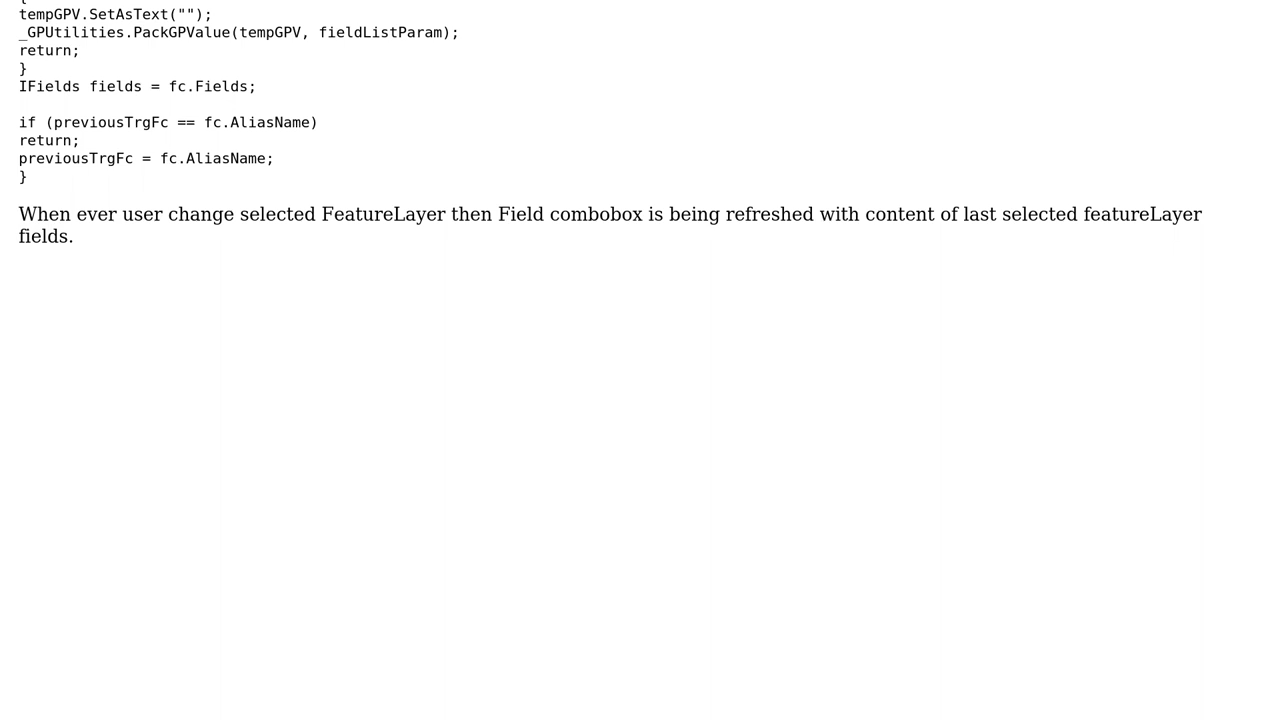 {
tempGPV.SetAsText("");
_GPUtilities.PackGPValue(tempGPV, fieldListParam);
return;
}
IFields fields = fc.Fields;
if (previousTrgFc == fc.AliasName)
return;
previousTrgFc = fc.AliasName;
}
When ever user change selected FeatureLayer then Field combobox is being refreshed with content of last selected featureLayer
fields.